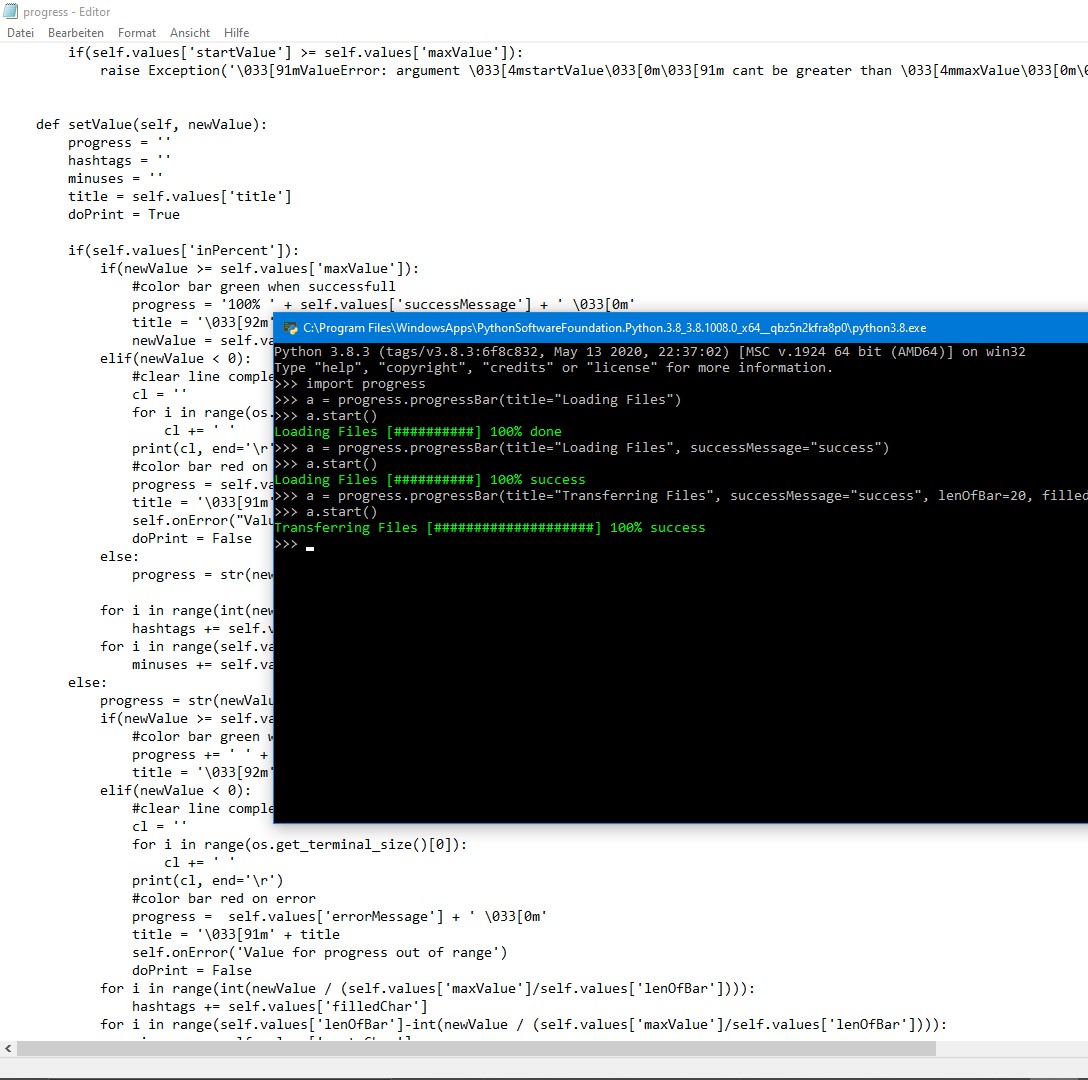 progress - Editor
Datei Bearbeiten Format Ansicht Hilfe
if(self.values['startValue'] >= self.values['maxValue']):
raise Exception('\033[91mValueError: argument \033[4mstartValue\033[0m\033[91m cant be greater than \033[4mmaxValue\033[0m\0
def setValue(self, newValue):
progress = ''
hashtags = ''
minuses = ''
title = self.values['title']
doPrint = True
if(self.values['inPercent']):
if(newValue >= self.values['maxValue']):
#color bar green when successfull
progress = '100% ' + self.values['successMessage'] + ' \033[0m'
title = '\033[92m'
newValue = self.va
elif(newValue < 0):
#clear line comple
cl = ''
for i in range(os.
cl += ' '
print(cl, end='\r'
#color bar red on
progress = self.va
title = '\033[91m'
self.onError("Valu
doPrint = False
else:
progress = str(new
for i in range(int(new
hashtags += self.v
for i in range(self.va
minuses += self.va
else:
progress = str(newValu
if(newValue >= self.va
#color bar green w
progress += ' ' +
title = '\033[92m'
elif(newValue < 0):
#clear line comple
cl = ''
for i in range(os.get_terminal_size()[0]):
cl += ' '
print(cl, end='\r')
#color bar red on error
progress =  self.values['errorMessage'] + ' \033[0m'
title = '\033[91m' + title
self.onError('Value for progress out of range')
doPrint = False
for i in range(int(newValue / (self.values['maxValue']/self.values['lenOfBar']))):
hashtags += self.values['filledChar']
for i in range(self.values['lenOfBar']-int(newValue / (self.values['maxValue']/self.values['lenOfBar']))):
C:\Program Files\WindowsApps\PythonSoftwareFoundation.Python.3.8_3.8.1008.0_x64__qbz5n2kfra8p0\python3.8.exe
Python 3.8.3 (tags/v3.8.3:6f8c832, May 13 2020, 22:37:02) [MSC v.1924 64 bit (AMD64)] on win32
Type "help", "copyright", "credits" or "license" for more information.
>>> import progress
>>> a = progress.progressBar(title="Loading Files")
>>> a.start()
Loading Files [##########] 100% done
>>> a = progress.progressBar(title="Loading Files", successMessage="success")
>>> a.start()
Loading Files [##########] 100% success
>>> a = progress.progressBar(title="Transferring Files", successMessage="success", lenOfBar=20, filled
>>> a.start()
Transferring Files [####################] 100% success
>>>